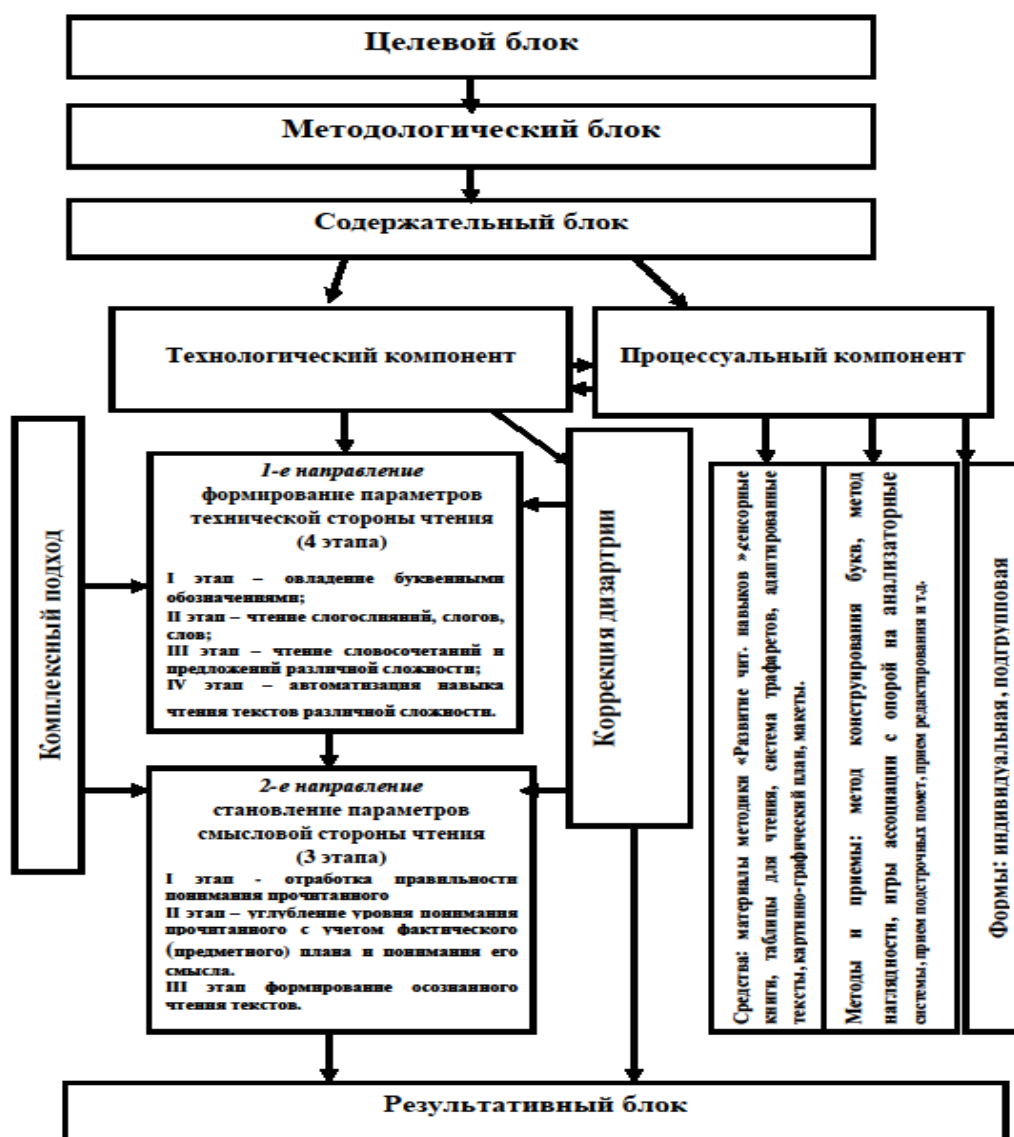 Целевой блок
Методологический блок
Содержательный блок
Технологический компонент
Процессуальный компонент
Комплексный подход
1-е направление
формирование параметров
технической стороны чтения
(4 этапа)
I этап – овладение буквенными
обозначениями;
II этап – чтение слогослияний, слогов,
слов;
III этап – чтение словосочетаний и
предложений различной сложности;
IV этап – автоматизация навыка
чтения текстов различной сложности.
2-е направление
становление параметров
смысловой стороны чтения
(3 этапа)
I этап - отработка правильности
понимания прочитанного
II этап – углубление уровня понимания
прочитанного с учетом фактического
(предметного) плана и понимания его
смысла.
III этап формирование осознанного
чтения текстов.
Коррекция дизартрии
Средства: материалы методики «Развитие чит. навыков »,сенсорные
книги, таблицы для чтения, система трафаретов, адаптированные
тексты, картинно-графический план, макеты.
Методы и приемы: метод конструирования букв, метод
наглядности, игры ассоциации с опорой на анализаторные
системы, прием подстрочных помет, прием редактирования и т.д.
Формы: индивидуальная , подгрупповая
Результативный блок